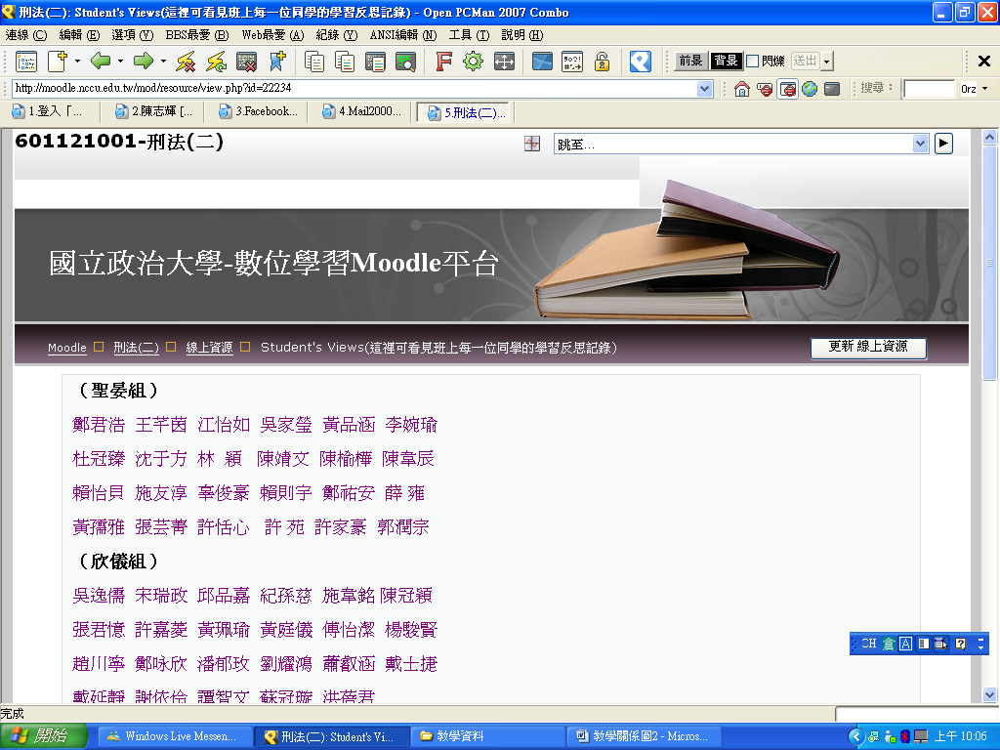 刑法(二): Student's Views(這裡可看見班上每一位同學的學習反思記錄) - Open PCMan 2007 Combo
連線 (C) 編輯 (E) 選項 (V) BBS最愛 (B) Web最愛 (A) 紀錄 (Y) ANSI編輯 (N) 工具 (T) 說明 (H)
前景 背景 閃爍 送出
http://moodle.nccu.edu.tw/mod/resource/view.php?id=22234 搜尋： Orz
1.登入「... 2.陳志輝 [... 3.Facebook... 4.Mail2000... 5.刑法(二)...
601121001-刑法(二) 跳至...
國立政治大學-數位學習Moodle平台
Moodle 刑法(二) 線上資源 Student's Views(這裡可看見班上每一位同學的學習反思記錄) 更新 線上資源
（聖晏組）
鄭君浩 王芊茵 江怡如 吳家瑩 黃品涵 李婉瑜
杜冠臻 沈于方 林 穎 陳靖文 陳榆樺 陳韋辰
賴怡貝 施友淳 辜俊豪 賴則宇 鄭祐安 薛 雍
黃孺雅 張芸菁 許恬心 許 苑 許家豪 郭潤宗
（欣儀組）
吳逸儒 宋瑞政 邱品嘉 紀孫慈 施韋銘 陳冠穎
張君憶 許嘉菱 黃珮瑜 黃庭儀 傅怡潔 楊駿賢
趙川寧 鄭咏欣 潘郁玫 劉耀鴻 蕭叡涵 戴士捷
戴延靜 謝依伶 譚智文 蘇冠璇 洪蓓君
CH 倉 A
完成
開始 Windows Live Messen... 刑法(二): Student's Vi... 教學資料 教學關係圖2 - Micros... 上午 10:06